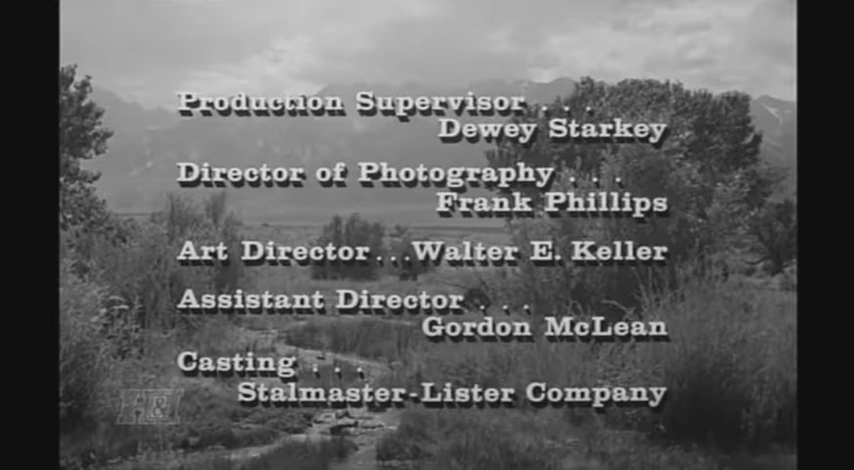 Production Supervisor . . .
Dewey Starkey
Director of Photography . . .
Frank Phillips
Art Director...Walter E. Keller
Assistant Director . . .
Gordon McLean
Casting . . .
Stalmaster-Lister Company
H&I